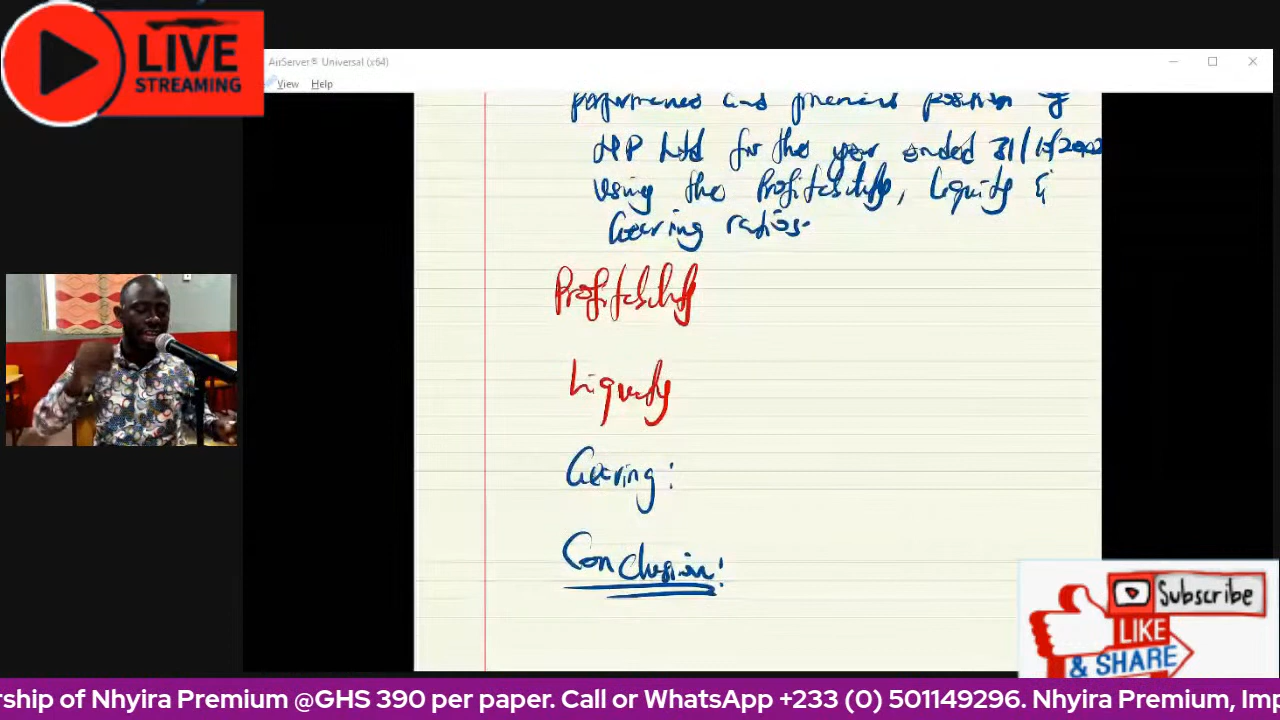 LIVE
STREAMING
AirServer® Universal (x64)
View Help
performance and financial position of
Ltd for the year ended 31/12/
using the Profitability, Liquidity &
Gearing ratios.
Profitability
Liquidity
Gearing:
Conclusion:
Subscribe
LIKE
& SHARE
rship of Nhyira Premium @GHS 390 per paper. Call or WhatsApp +233 (0) 501149296. Nhyira Premium, Imp